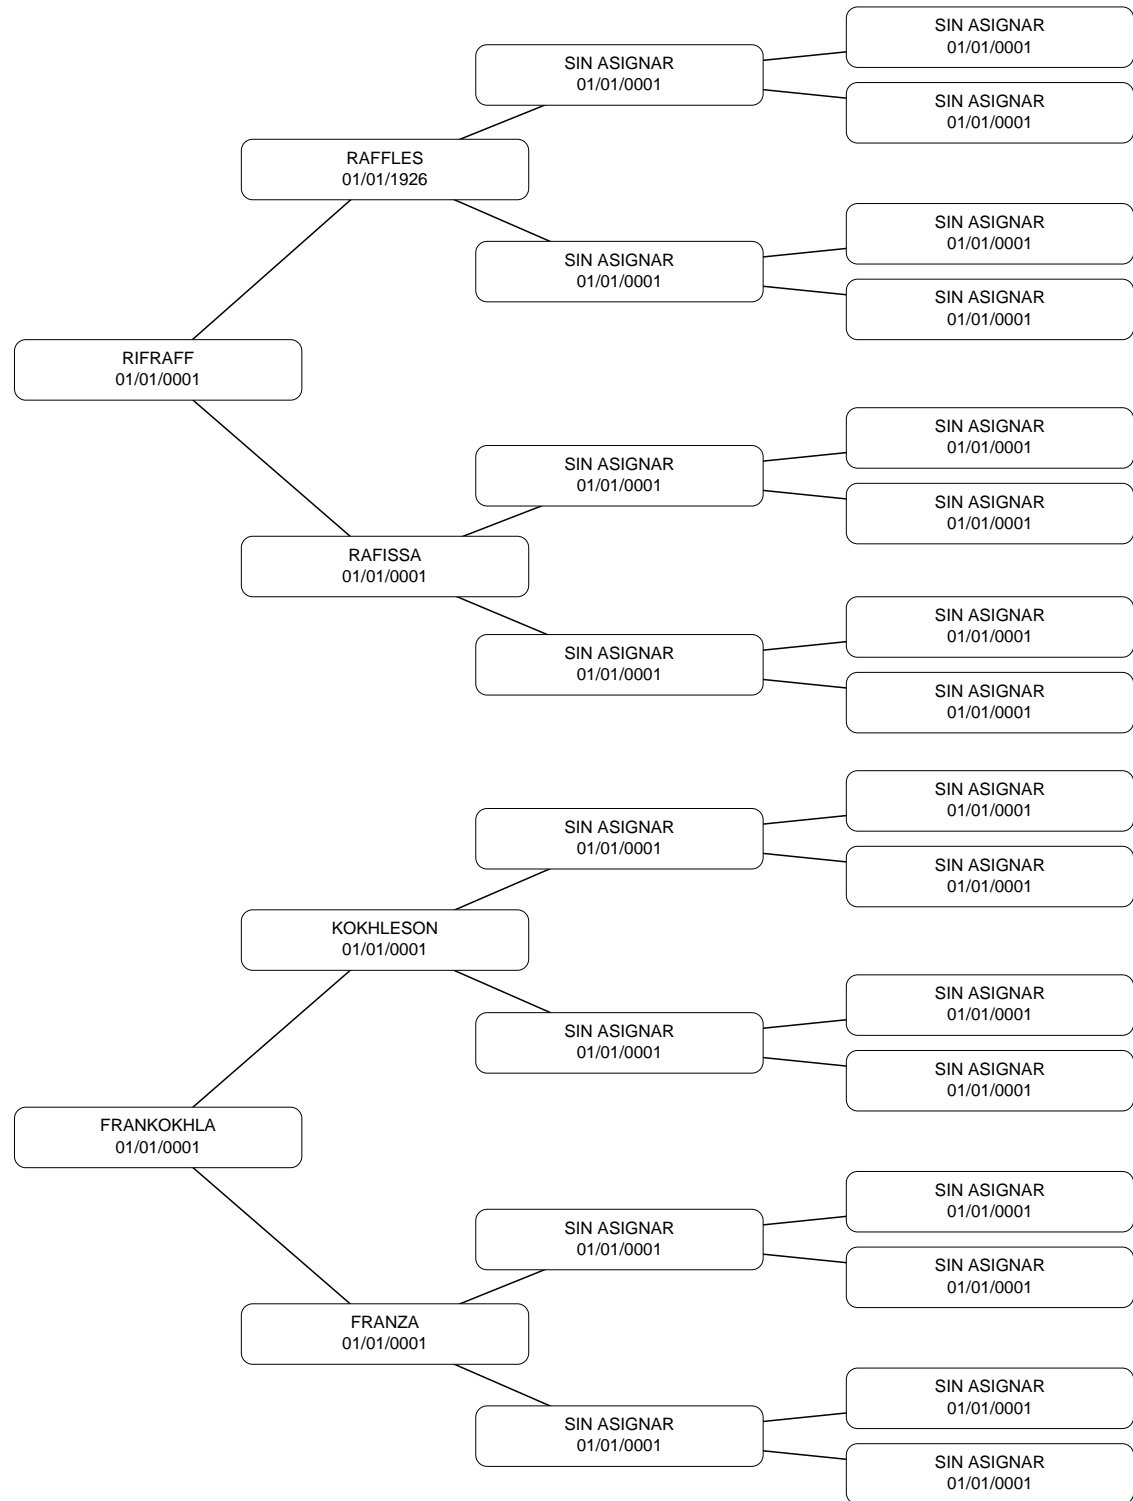 SIN ASIGNAR
01/01/0001
SIN ASIGNAR
01/01/0001
SIN ASIGNAR
01/01/0001
RAFFLES
01/01/1926
SIN ASIGNAR
01/01/0001
SIN ASIGNAR
01/01/0001
SIN ASIGNAR
01/01/0001
RIFRAFF
01/01/0001
SIN ASIGNAR
01/01/0001
SIN ASIGNAR
01/01/0001
SIN ASIGNAR
01/01/0001
RAFISSA
01/01/0001
SIN ASIGNAR
01/01/0001
SIN ASIGNAR
01/01/0001
SIN ASIGNAR
01/01/0001
SIN ASIGNAR
01/01/0001
SIN ASIGNAR
01/01/0001
SIN ASIGNAR
01/01/0001
KOKHLESON
01/01/0001
SIN ASIGNAR
01/01/0001
SIN ASIGNAR
01/01/0001
SIN ASIGNAR
01/01/0001
FRANKOKHLA
01/01/0001
SIN ASIGNAR
01/01/0001
SIN ASIGNAR
01/01/0001
SIN ASIGNAR
01/01/0001
FRANZA
01/01/0001
SIN ASIGNAR
01/01/0001
SIN ASIGNAR
01/01/0001
SIN ASIGNAR
01/01/0001